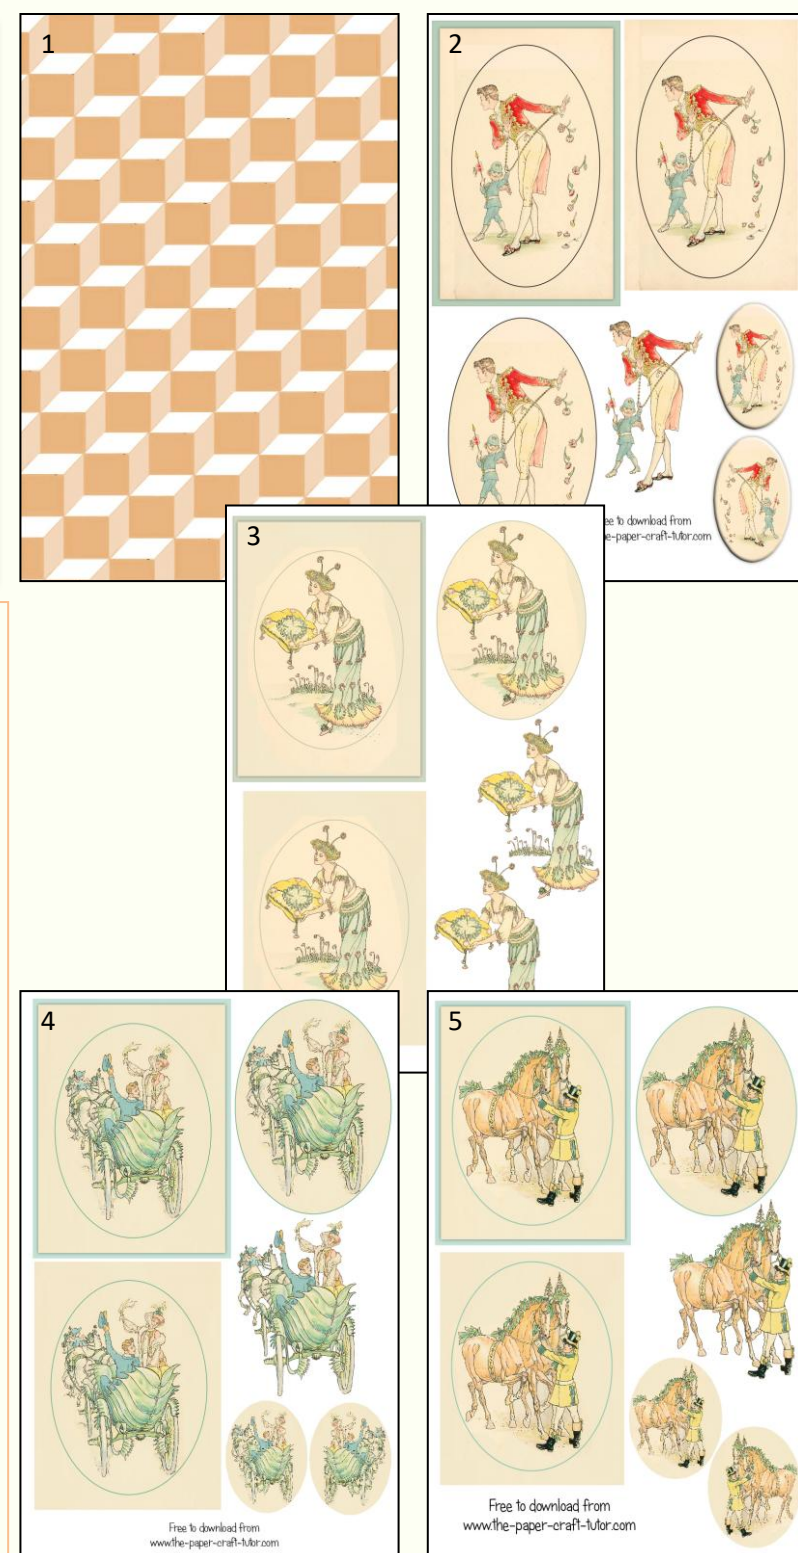 1
2
ee to download from
e-paper-craft-tutor.com
3
4
Free to download from
www.the-paper-craft-tutor.com
5
Free to download from
www.the-paper-craft-tutor.com